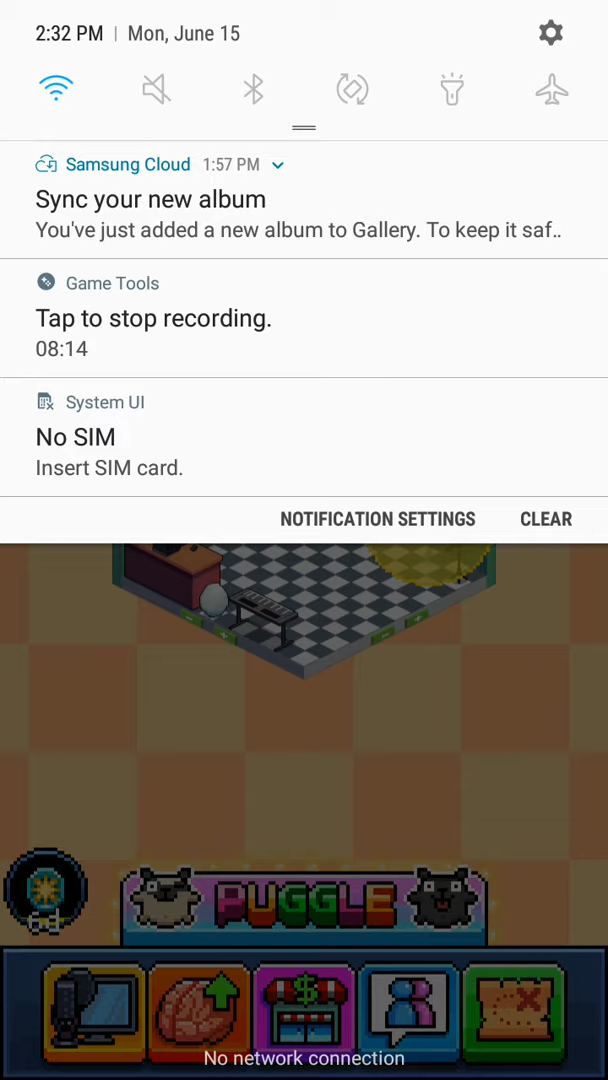 2:32 PM | Mon, June 15
Samsung Cloud 1:57 PM
Sync your new album
You've just added a new album to Gallery. To keep it saf..
Game Tools
Tap to stop recording.
08:14
System UI
No SIM
Insert SIM card.
NOTIFICATION SETTINGS CLEAR
PUGGLE
$
No network connection